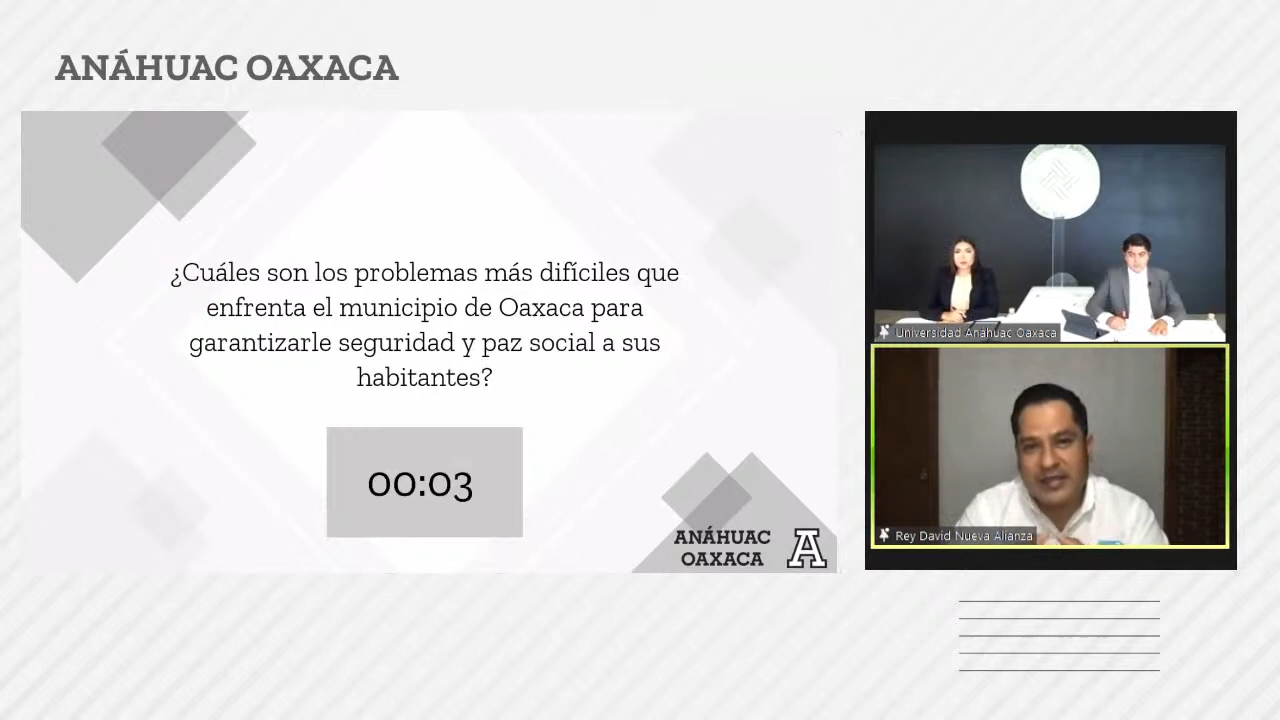 ANÁHUAC OAXACA
¿Cuáles son los problemas más difíciles que
enfrenta el municipio de Oaxaca para
garantizarle seguridad y paz social a sus
habitantes?
00:03
ANÁHUAC
OAXACA
A
Universidad Anáhuac Oaxaca
Rey David Nueva Alianza